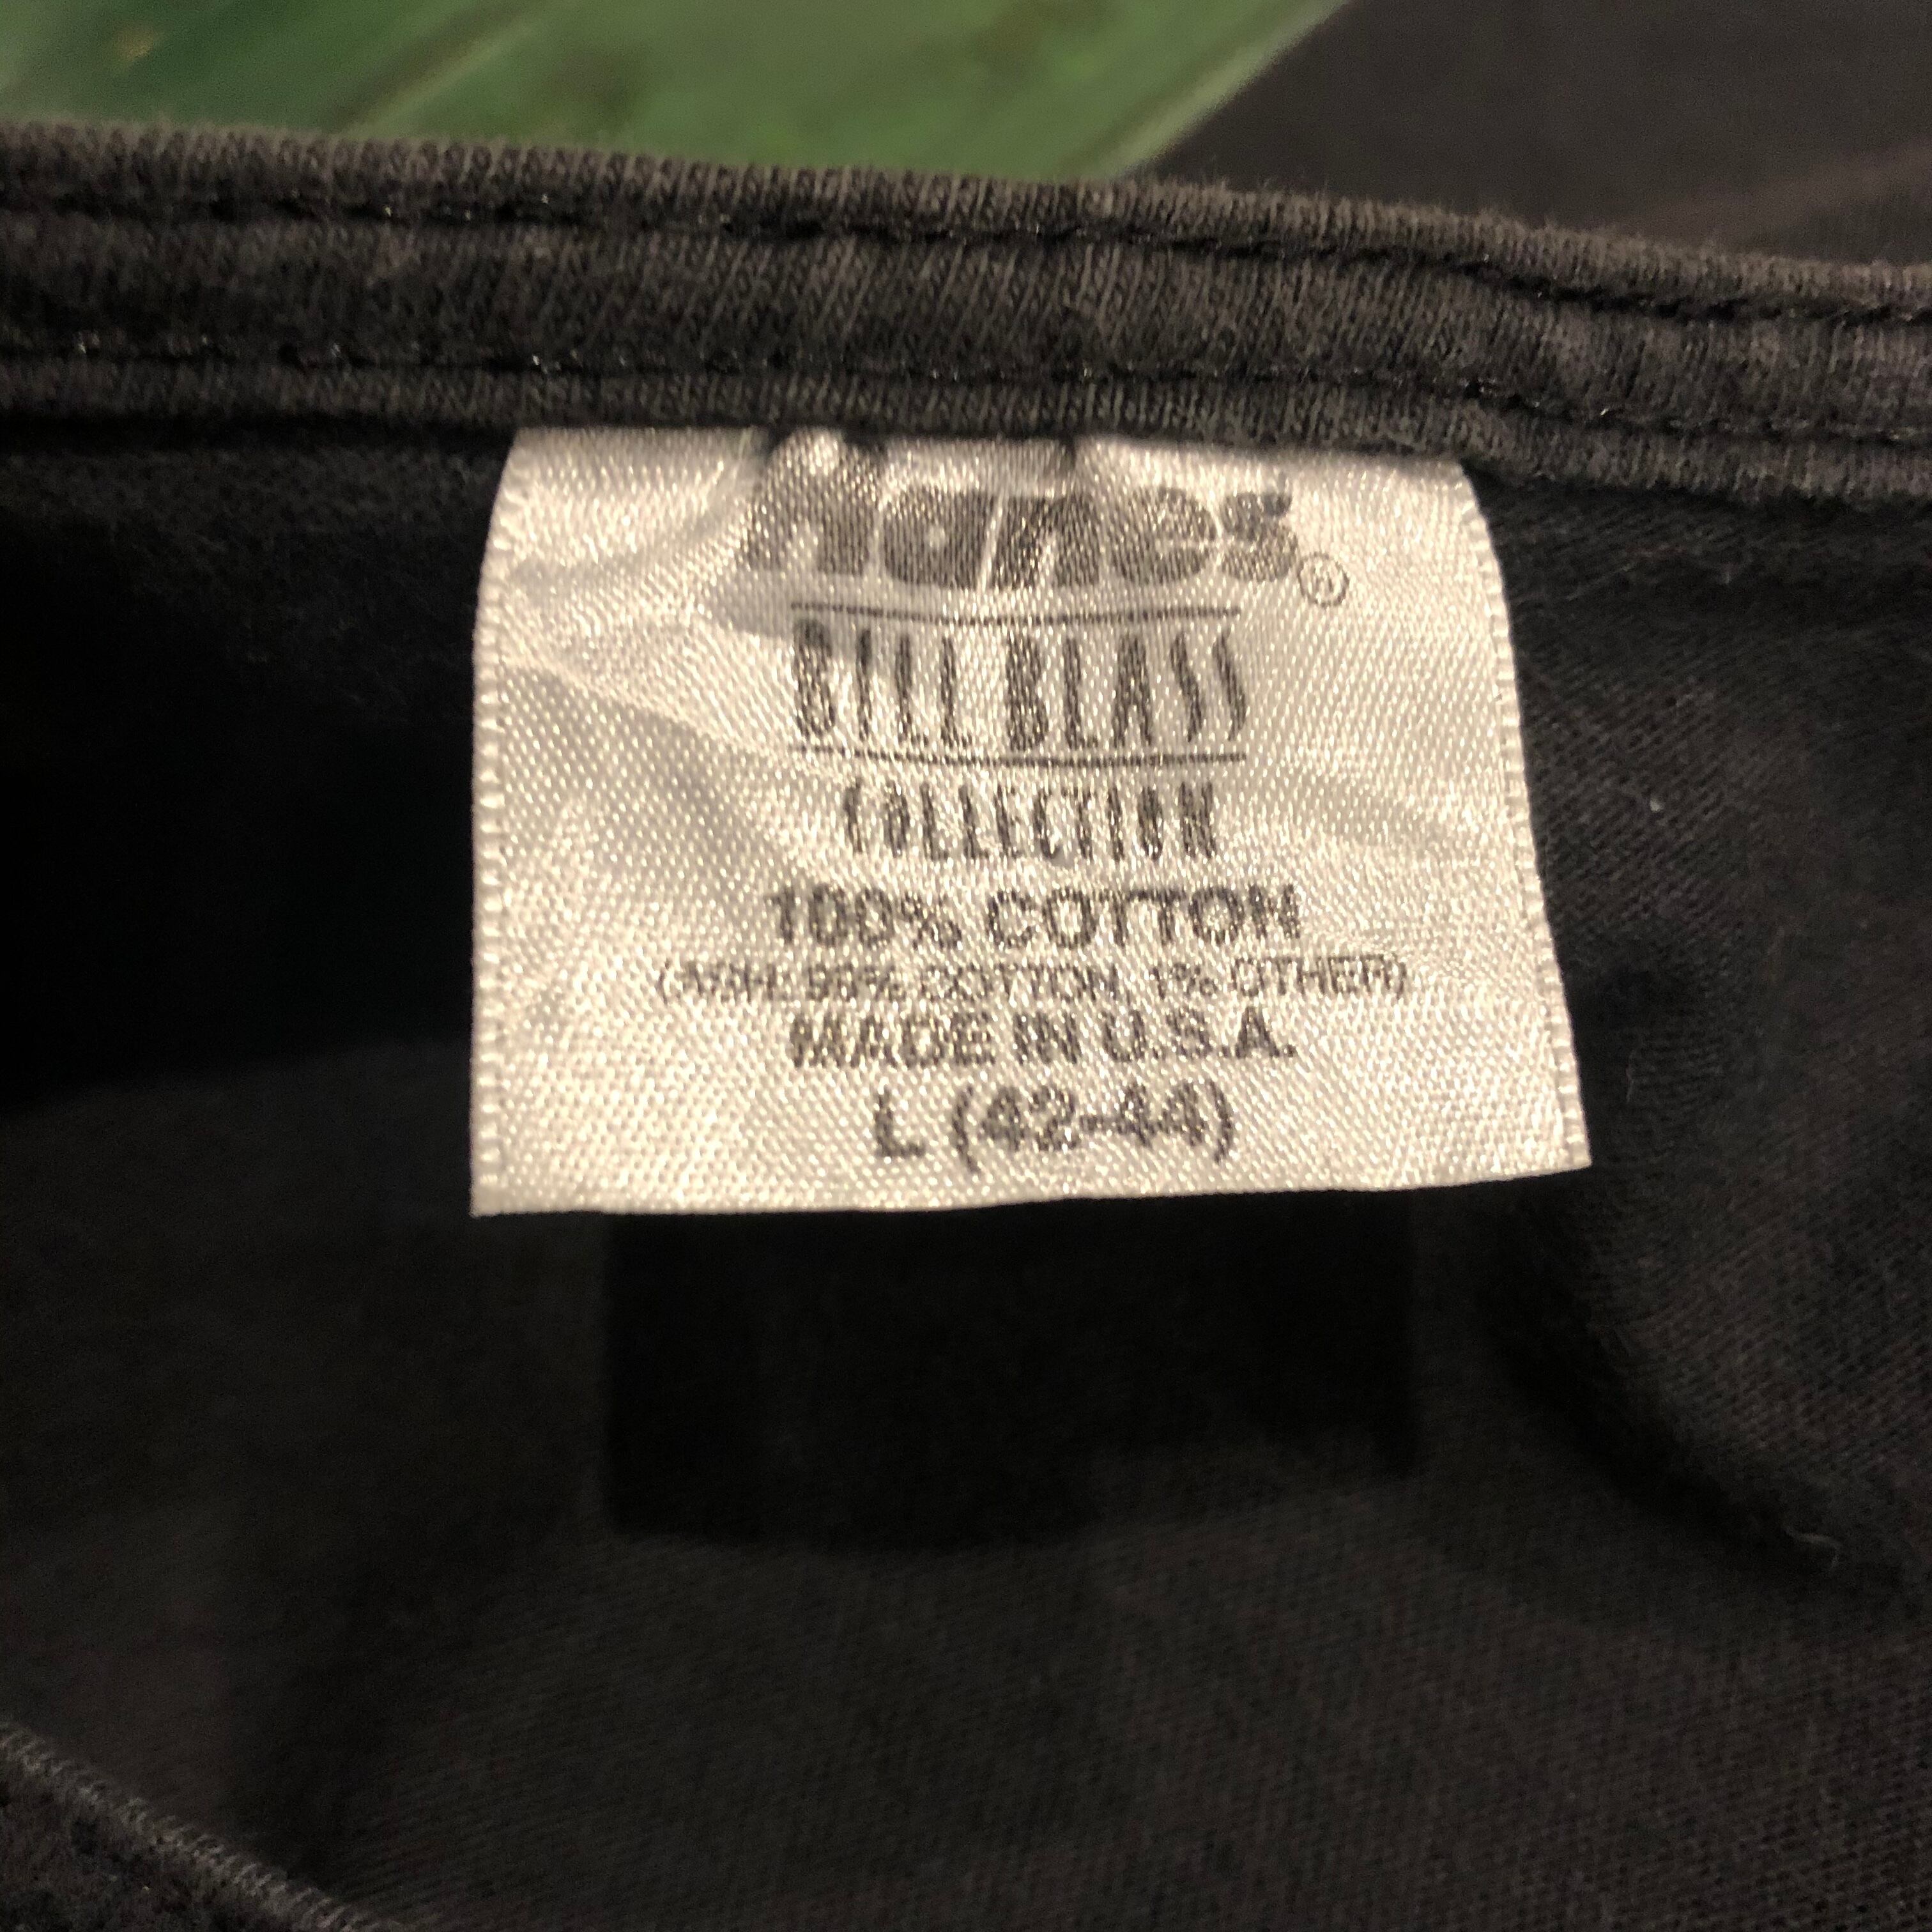 Hanes®
BILL BLASS
COLLECTION
100% COTTON
(ASH: 99% COTTON, 1% OTHER)
MADE IN U.S.A.
L (42-44)